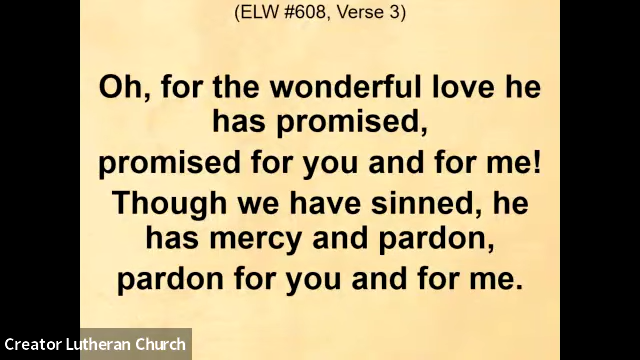 (ELW #608, Verse 3)
Oh, for the wonderful love he
has promised,
promised for you and for me!
Though we have sinned, he
has mercy and pardon,
pardon for you and for me.
Creator Lutheran Church